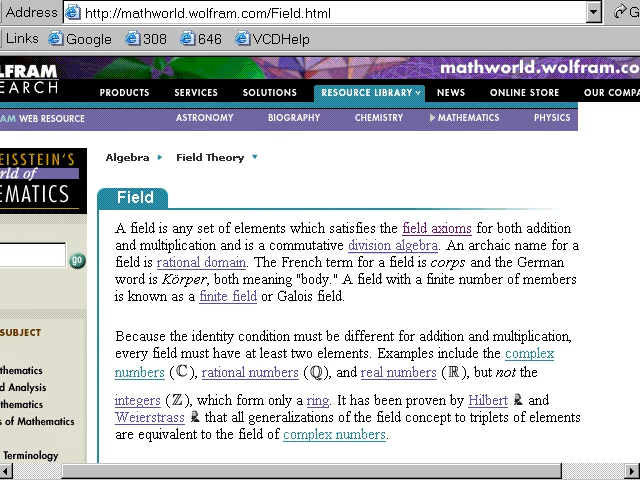 Address http://mathworld.wolfram.com/Field.html
Links Google 308 646 VCDHelp
LFRAM mathworld.wolfram.co
EARCH PRODUCTS SERVICES SOLUTIONS RESOURCE LIBRARY NEWS ONLINE STORE OUR COMPA
AM WEB RESOURCE ASTRONOMY BIOGRAPHY CHEMISTRY MATHEMATICS PHYSICS
EISSTEIN'S
rld of
EMATICS
Algebra Field Theory
Field
go
A field is any set of elements which satisfies the field axioms for both addition
and multiplication and is a commutative division algebra. An archaic name for a
field is rational domain. The French term for a field is corps and the German
word is Körper, both meaning "body." A field with a finite number of members
is known as a finite field or Galois field.
SUBJECT
thematics
d Analysis
thematics
s of Mathematics
Terminology
Because the identity condition must be different for addition and multiplication,
every field must have at least two elements. Examples include the complex
numbers (ℂ), rational numbers (ℚ), and real numbers (ℝ), but not the
integers (ℤ), which form only a ring. It has been proven by Hilbert and
Weierstrass that all generalizations of the field concept to triplets of elements
are equivalent to the field of complex numbers.